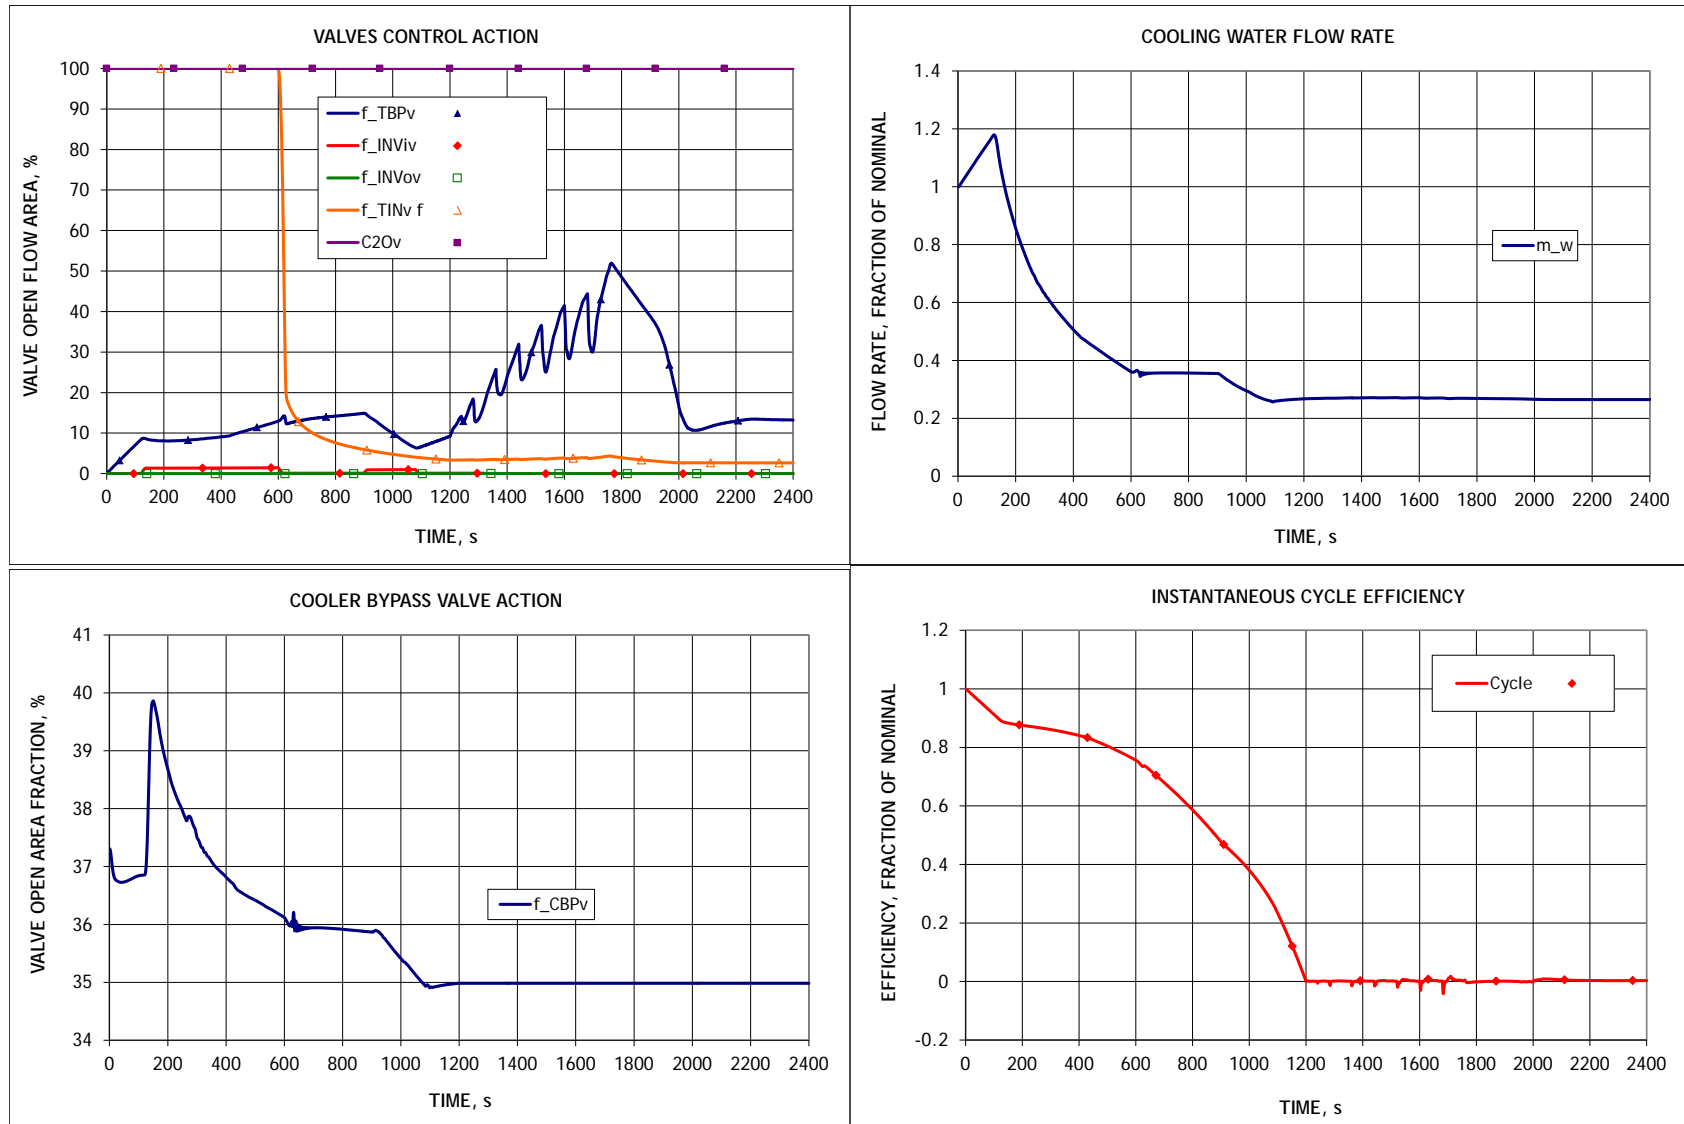 VALVES CONTROL ACTION
VALVE OPEN FLOW AREA, %
100
90
80
70
60
50
40
30
20
10
0
f_TBPv
f_INViv
f_INVov
f_TINv f
C2Ov
0 200 400 600 800 1000 1200 1400 1600 1800 2000 2200 2400
TIME, s
COOLING WATER FLOW RATE
FLOW RATE, FRACTION OF NOMINAL
1.4
1.2
1
0.8
0.6
0.4
0.2
0
m_w
0 200 400 600 800 1000 1200 1400 1600 1800 2000 2200 2400
TIME, s
COOLER BYPASS VALVE ACTION
VALVE OPEN AREA FRACTION, %
41
40
39
38
37
36
35
34
f_CBPv
0 200 400 600 800 1000 1200 1400 1600 1800 2000 2200 2400
TIME, s
INSTANTANEOUS CYCLE EFFICIENCY
EFFICIENCY, FRACTION OF NOMINAL
1.2
1
0.8
0.6
0.4
0.2
0
-0.2
Cycle
0 200 400 600 800 1000 1200 1400 1600 1800 2000 2200 2400
TIME, s